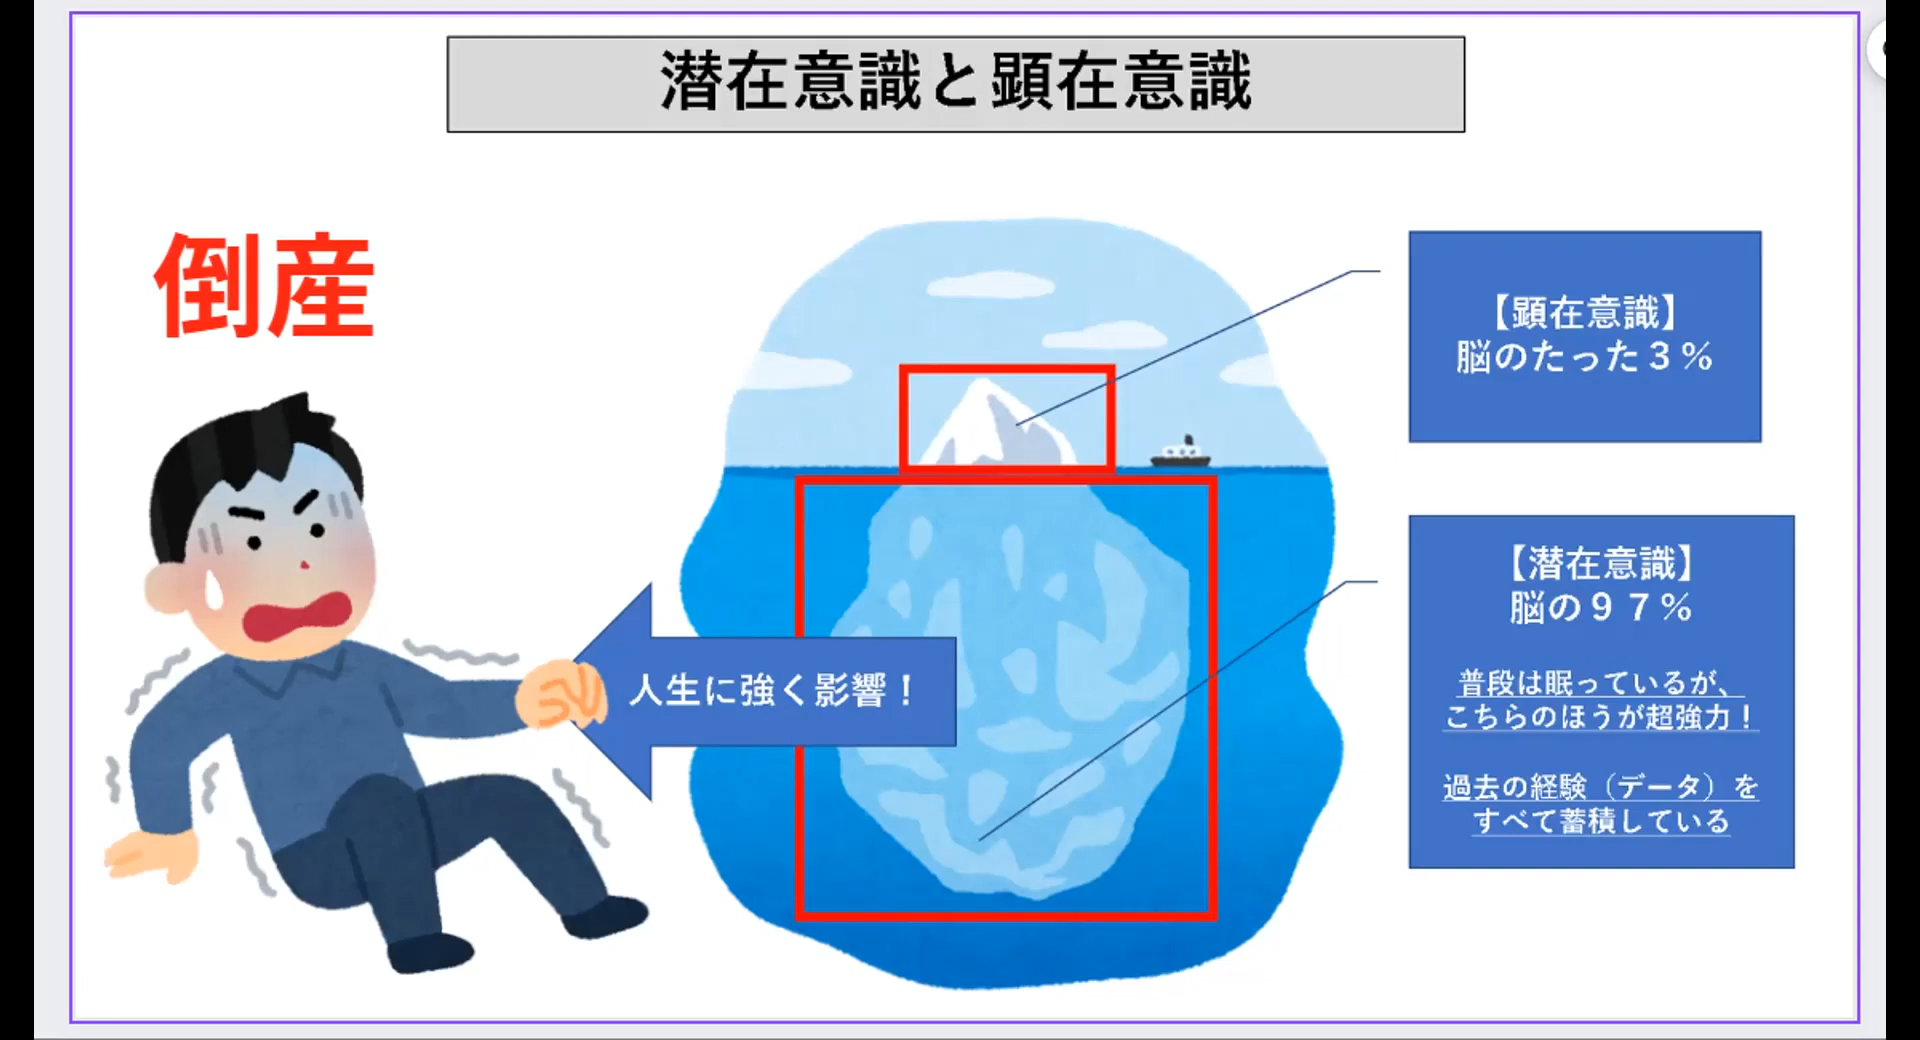 潜在意識と顕在意識
倒産
【顕在意識】
脳のたった３％
人生に強く影響！
【潜在意識】
脳の９７％
普段は眠っているが、
こちらのほうが超強力！
過去の経験（データ）を
すべて蓄積している